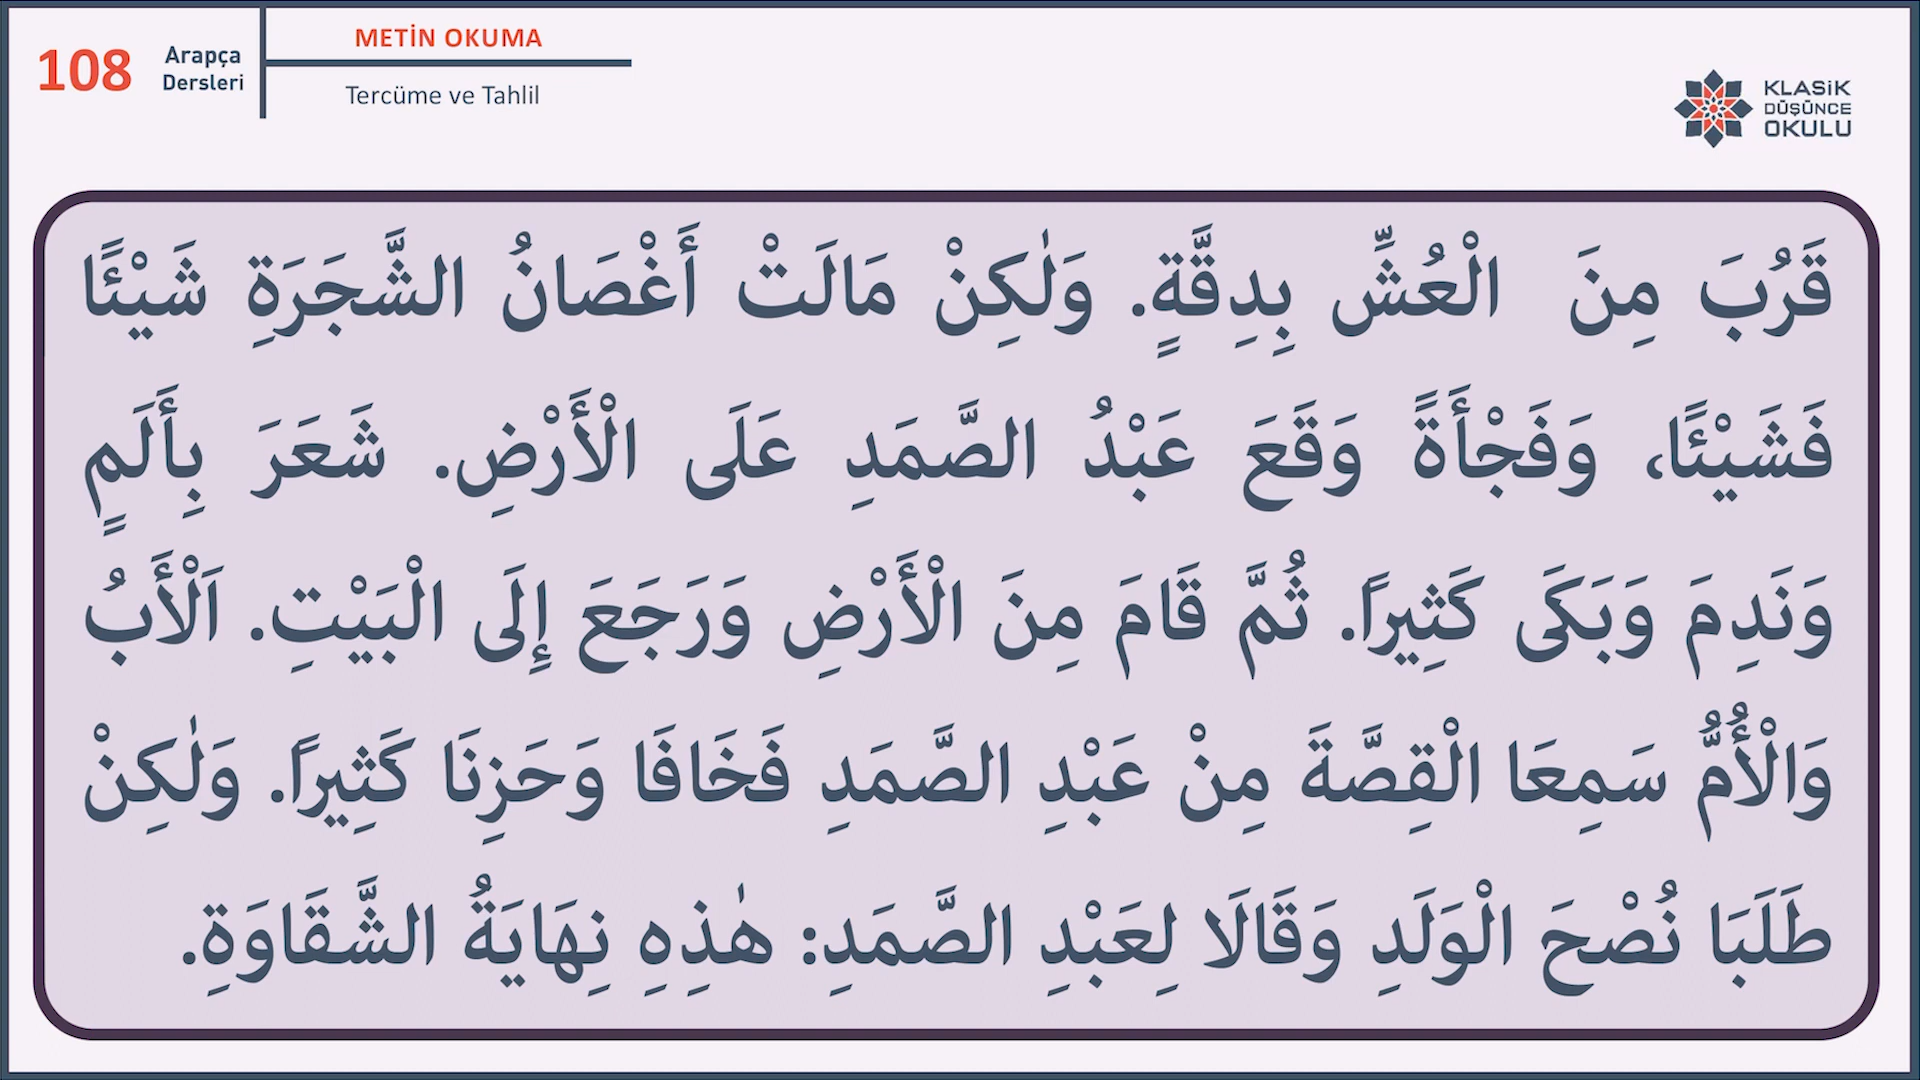 108
Arapça
Dersleri
METİN OKUMA
Tercüme ve Tahlil
KLASİK
DÜŞÜNCE
OKULU
قَرُبَ مِنَ الْعُشِّ بِدِقَّةٍ. وَلٰكِنْ مَالَتْ أَغْصَانُ الشَّجَرَةِ شَيْئًا
فَشَيْئًا، وَفَجْأَةً وَقَعَ عَبْدُ الصَّمَدِ عَلَى الْأَرْضِ. شَعَرَ بِأَلَمٍ
وَنَدِمَ وَبَكَى كَثِيرًا. ثُمَّ قَامَ مِنَ الْأَرْضِ وَرَجَعَ إِلَى الْبَيْتِ. اَلْأَبُ
وَالْأُمُّ سَمِعَا الْقِصَّةَ مِنْ عَبْدِ الصَّمَدِ فَخَافَا وَحَزِنَا كَثِيرًا. وَلٰكِنْ
طَلَبَا نُصْحَ الْوَلَدِ وَقَالَا لِعَبْدِ الصَّمَدِ: هٰذِهِ نِهَايَةُ الشَّقَاوَةِ.